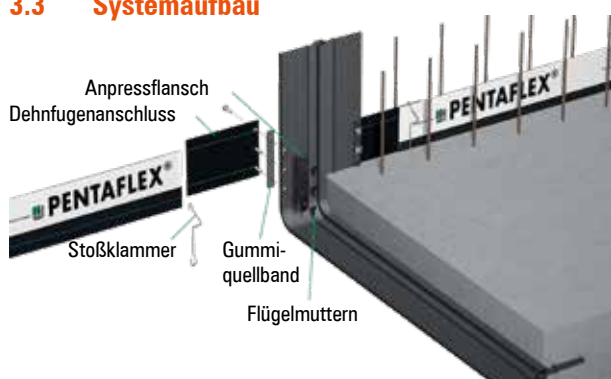 3.3 Systemaufbau
Anpressflansch
Dehnfugenanschluss
PENTAFLEX®
PENTAFLEX®
Stoßklammer
Gummi-
quellband
Flügelmuttern